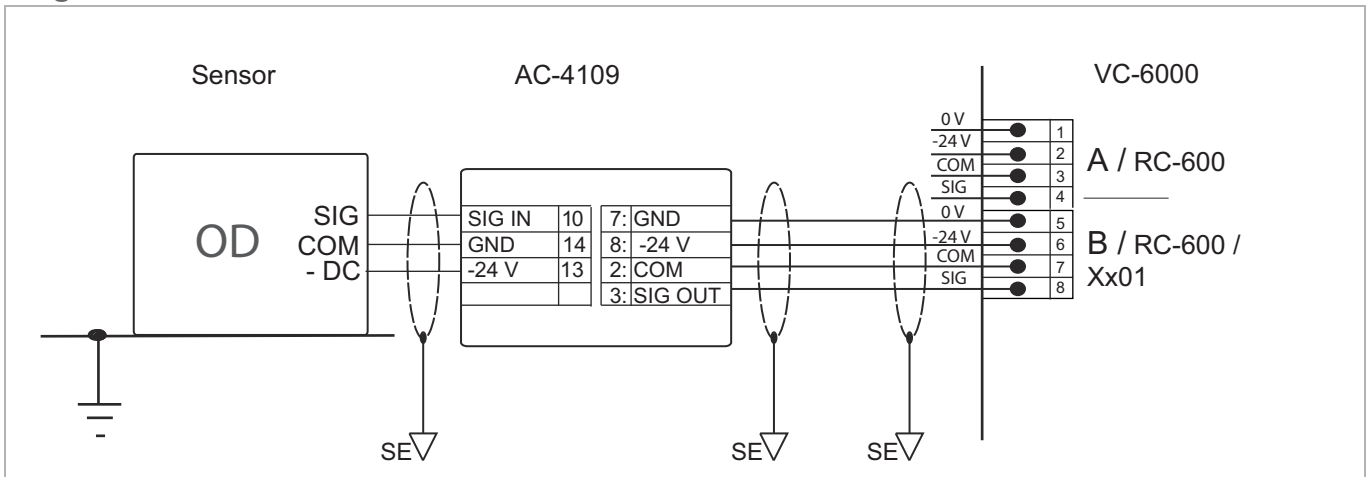 Sensor
AC-4109
VC-6000
OD
SIG
COM
- DC
SIG IN 10
GND 14
-24 V 13
7: GND
8: -24 V
2: COM
3: SIG OUT
0 V 1
-24 V 2
COM 3
SIG 4
A / RC-600
0 V 5
-24 V 6
COM 7
SIG 8
B / RC-600 /
Xx01
SE
SE
SE